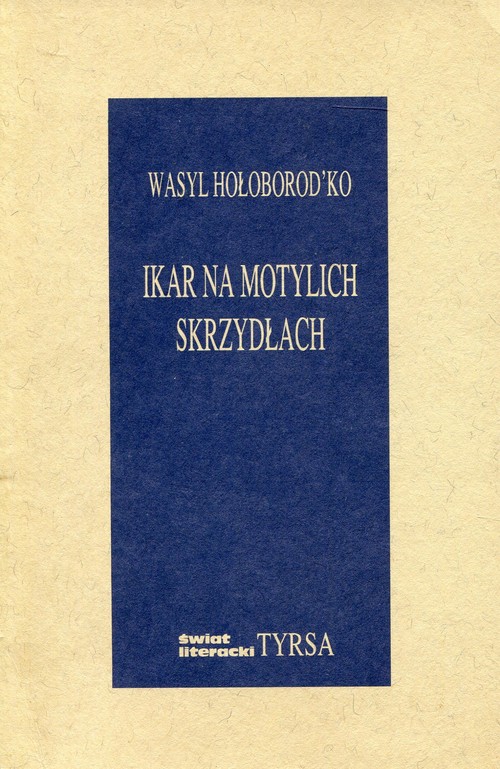 WASYL HOŁOBOROD'KO
IKAR NA MOTYLICH
SKRZYDŁACH
świat
literacki TYRSA